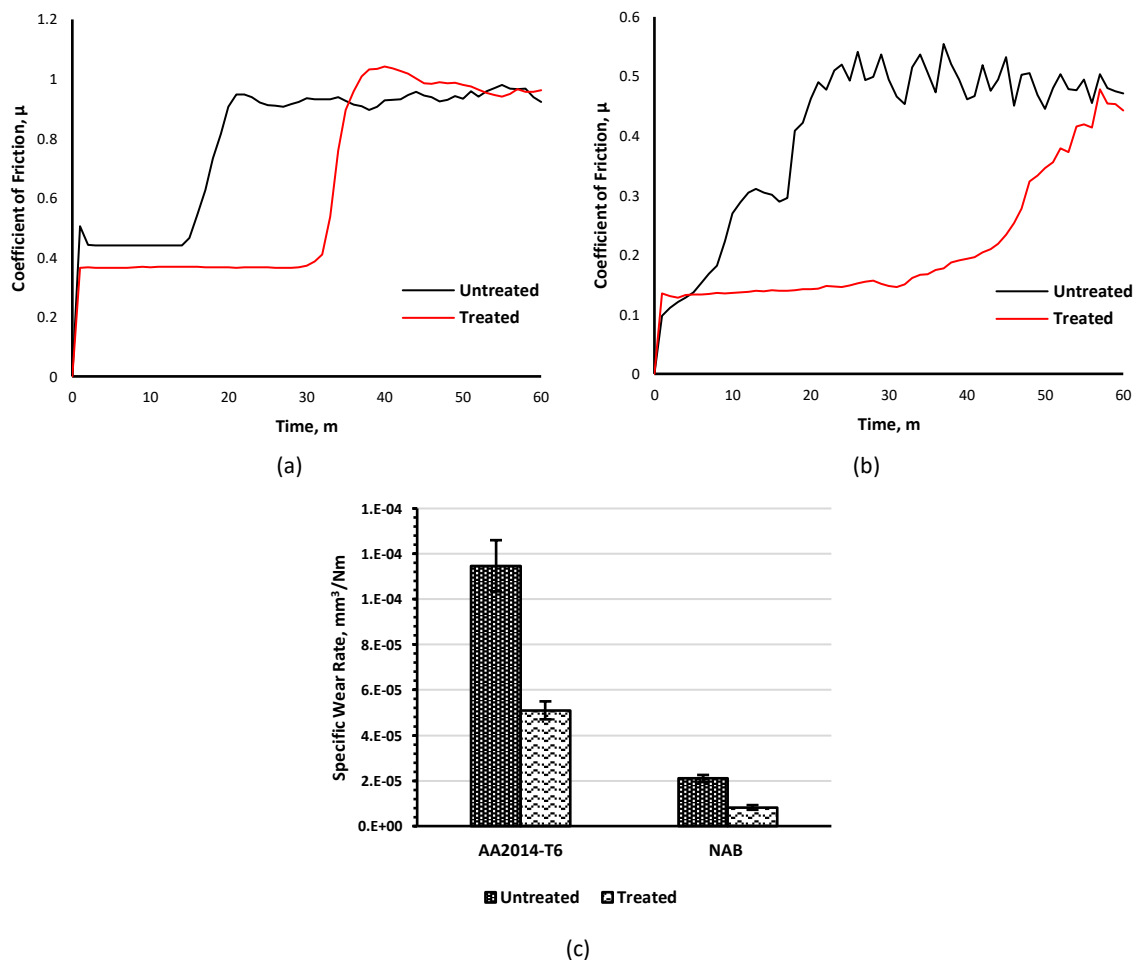 1.2
1
0.8
0.6
0.4
0.2
0
Coefficient of Friction, μ
Untreated
Treated
0 10 20 30 40 50 60
Time, m
(a)
0.6
0.5
0.4
0.3
0.2
0.1
0
Coefficient of Friction, μ
Untreated
Treated
0 10 20 30 40 50 60
Time, m
(b)
1.E-04
1.E-04
1.E-04
8.E-05
6.E-05
4.E-05
2.E-05
0.E+00
Specific Wear Rate, mm³/Nm
AA2014-T6 NAB
Untreated Treated
(c)